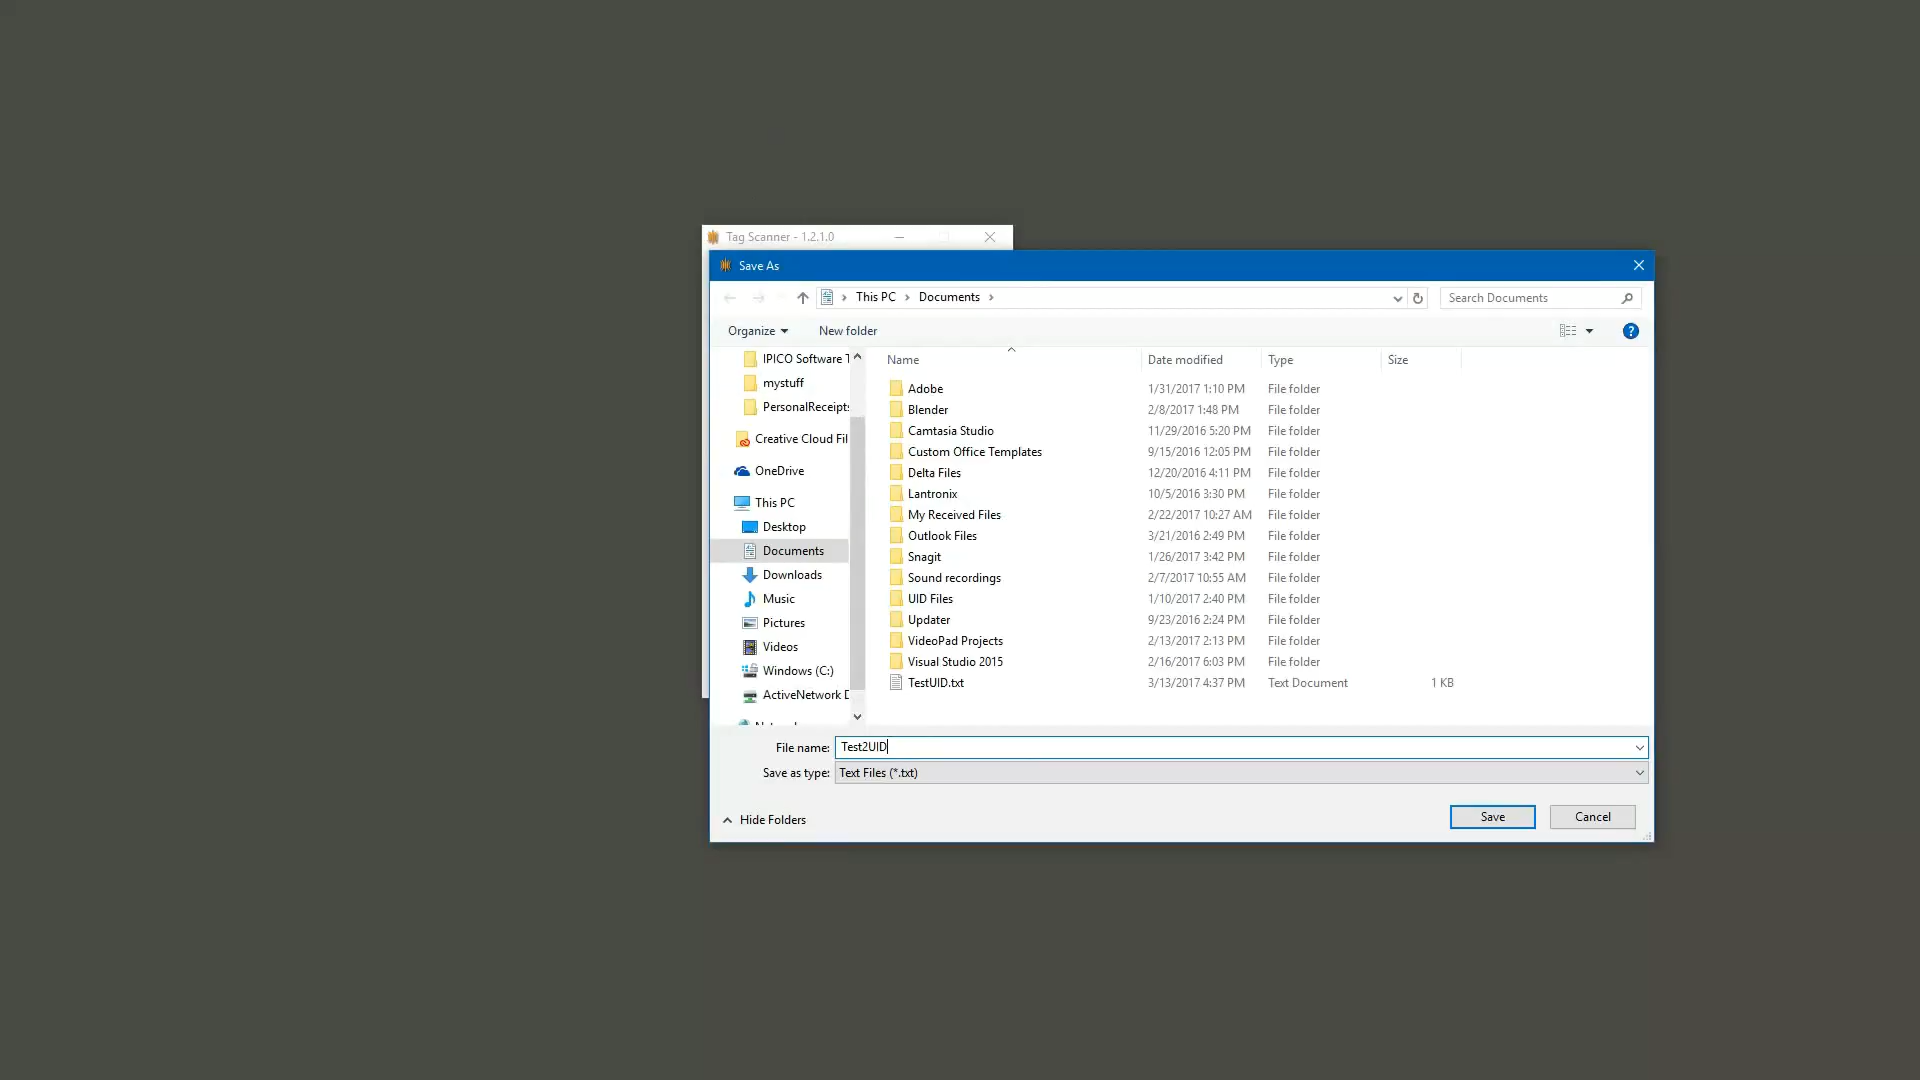 Tag Scanner - 1.2.1.0
Save As
This PC > Documents >
Search Documents
Organize
New folder
?
IPICO Software T
mystuff
PersonalReceipts
Creative Cloud Fil
OneDrive
This PC
Desktop
Documents
Downloads
Music
Pictures
Videos
Windows (C:)
ActiveNetwork D
Name Date modified Type Size
Adobe 1/31/2017 1:10 PM File folder
Blender 2/8/2017 1:48 PM File folder
Camtasia Studio 11/29/2016 5:20 PM File folder
Custom Office Templates 9/15/2016 12:05 PM File folder
Delta Files 12/20/2016 4:11 PM File folder
Lantronix 10/5/2016 3:30 PM File folder
My Received Files 2/22/2017 10:27 AM File folder
Outlook Files 3/21/2016 2:49 PM File folder
Snagit 1/26/2017 3:42 PM File folder
Sound recordings 2/7/2017 10:55 AM File folder
UID Files 1/10/2017 2:40 PM File folder
Updater 9/23/2016 2:24 PM File folder
VideoPad Projects 2/13/2017 2:13 PM File folder
Visual Studio 2015 2/16/2017 6:03 PM File folder
TestUID.txt 3/13/2017 4:37 PM Text Document 1 KB
File name: Test2UID
Save as type: Text Files (*.txt)
Hide Folders
Save
Cancel